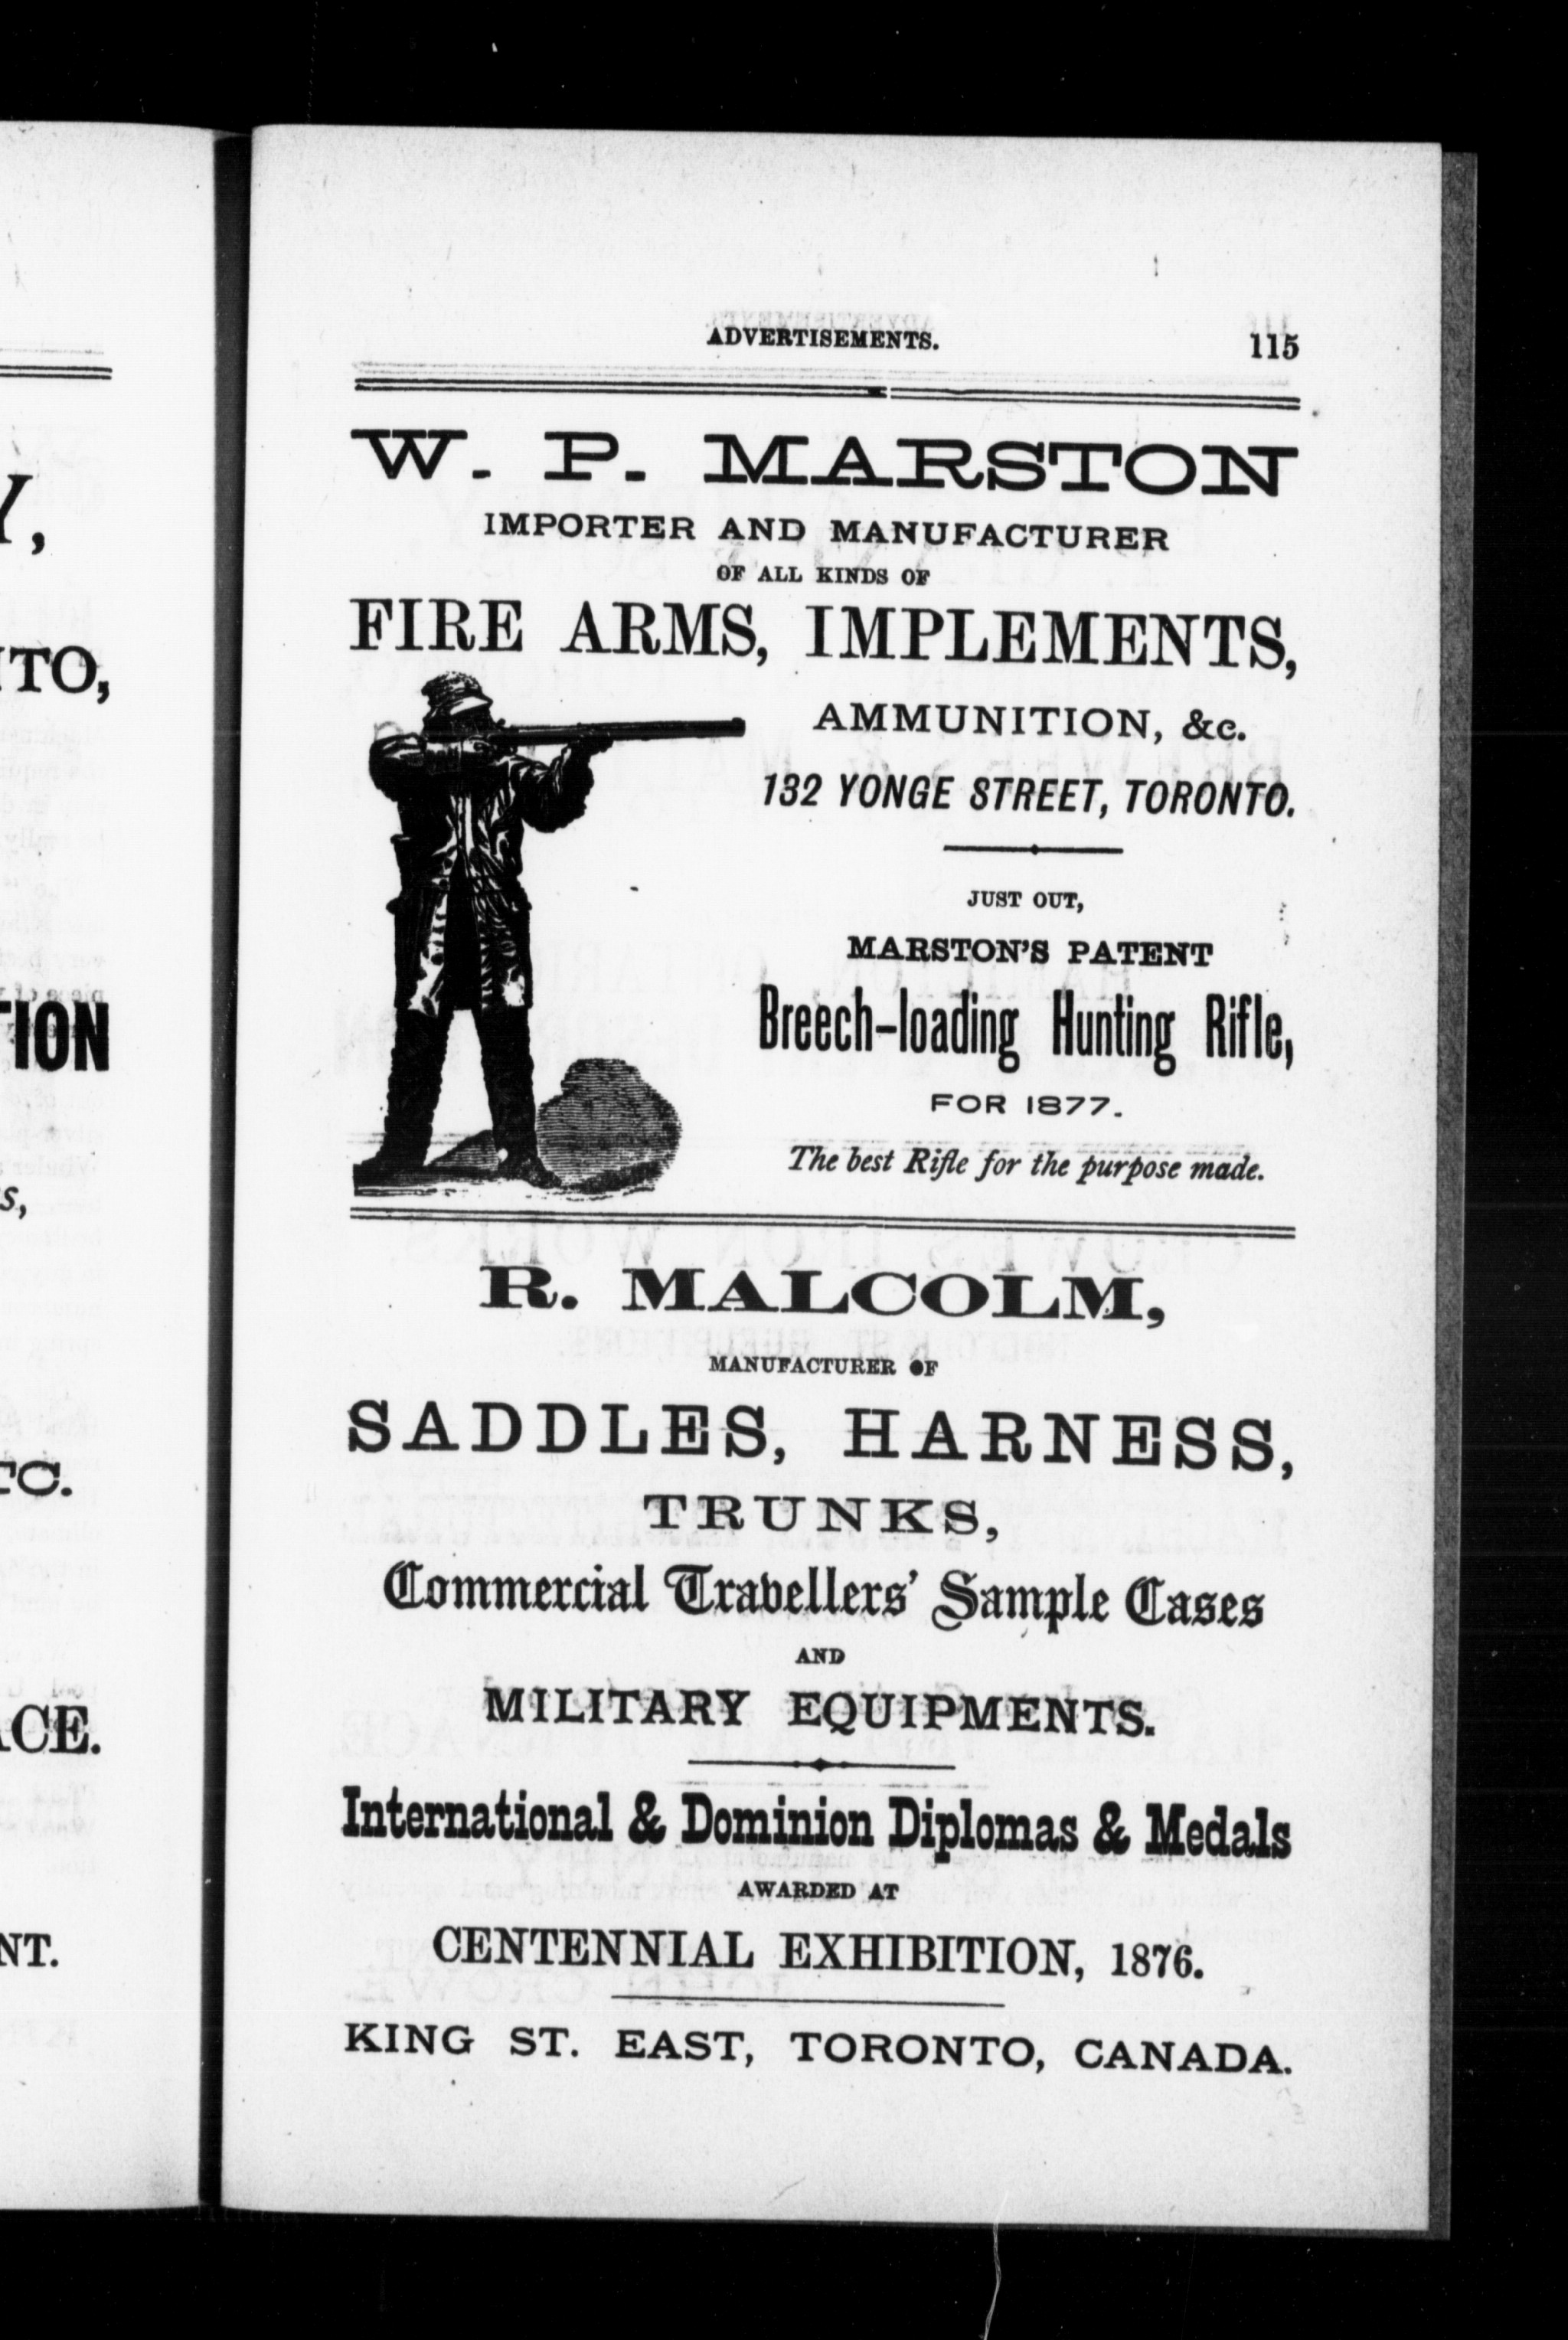 ADVERTISEMENTS. 115
W. P. MARSTON
IMPORTER AND MANUFACTURER
OF ALL KINDS OF
FIRE ARMS, IMPLEMENTS,
AMMUNITION, &c.
132 YONGE STREET, TORONTO.
JUST OUT,
MARSTON'S PATENT
Breech-loading Hunting Rifle,
FOR 1877.
The best Rifle for the purpose made.
R. MALCOLM,
MANUFACTURER OF
SADDLES, HARNESS,
TRUNKS,
Commercial Travellers' Sample Cases
AND
MILITARY EQUIPMENTS.
International & Dominion Diplomas & Medals
AWARDED AT
CENTENNIAL EXHIBITION, 1876.
KING ST. EAST, TORONTO, CANADA.